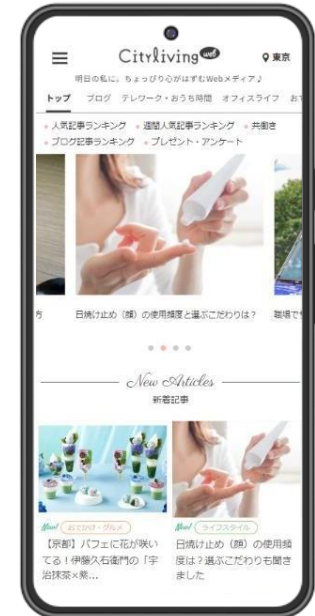 Cityliving web
東京
明日の私に、ちょっぴり心がはずむWebメディア♪
トップ ブログ テレワーク・おうち時間 オフィスライフ おで
人気記事ランキング 週間人気記事ランキング 共働き
ブログ記事ランキング プレゼント・アンケート
方 日焼け止め(顔)の使用頻度と選ぶこだわりは? 職場で
New Articles
新着記事
New! おでかけ・グルメ
【京都】パフェに花が咲い
てる!伊藤久右衛門の「宇
治抹茶×紫...
New! ライフスタイル
日焼け止め(顔)の使用頻
度は?選ぶこだわりも聞き
ました